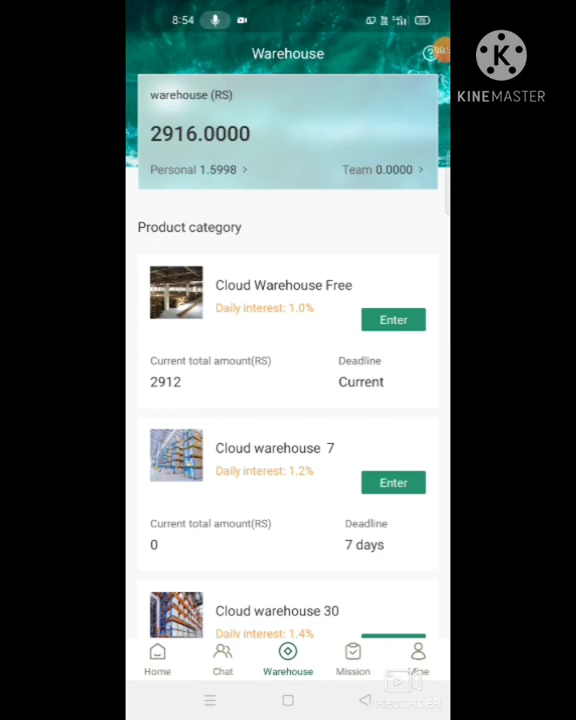 8:54
Warehouse
KINEMASTER
warehouse (RS)
2916.0000
Personal 1.5998 >
Team 0.0000 >
Product category
Cloud Warehouse Free
Daily interest: 1.0%
Enter
Current total amount(RS)
Deadline
2912
Current
Cloud warehouse 7
Daily interest: 1.2%
Enter
Current total amount(RS)
Deadline
0
7 days
Cloud warehouse 30
Daily interest: 1.4%
Home
Chat
Warehouse
Mission
Mine
RECORDER